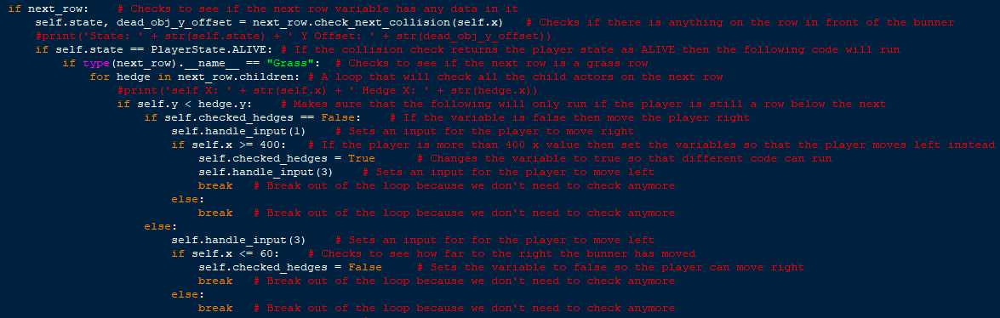 if next_row:    # Checks to see if the next row variable has any data in it
    self.state, dead_obj_y_offset = next_row.check_next_collision(self.x)   # Checks if there is anything on the row in front of the bunner
    #print('State: ' + str(self.state) + ' Y Offset: ' + str(dead_obj_y_offset))
    if self.state == PlayerState.ALIVE: # If the collision check returns the player state as ALIVE then the following code will run
        if type(next_row).__name__ == "Grass":  # Checks to see if the next row is a grass row
            for hedge in next_row.children: # A loop that will check all the child actors on the next row
                #print('self X: ' + str(self.x) + ' Hedge X: ' + str(hedge.x))
                if self.y < hedge.y:    # Makes sure that the following will only run if the player is still a row below the next
                    if self.checked_hedges == False:    # If the variable is false then move the player right
                        self.handle_input(1)    # Sets an input for the player to move right
                        if self.x >= 400:   # If the player is more than 400 x value then set the variables so that the player moves left instead
                            self.checked_hedges = True      # Changes the variable to true so that different code can run
                            self.handle_input(3)    # Sets an input for the player to move left
                            break   # Break out of the loop because we don't need to check anymore
                        else:
                            break   # Break out of the loop because we don't need to check anymore
                    else:
                        self.handle_input(3)    # Sets an input for the player to move left
                        if self.x <= 60:    # Checks to see how far to the right the bunner has moved
                            self.checked_hedges = False     # Sets the variable to false so the player can move right
                            break   # Break out of the loop because we don't need to check anymore
                        else:
                            break   # Break out of the loop because we don't need to check anymore